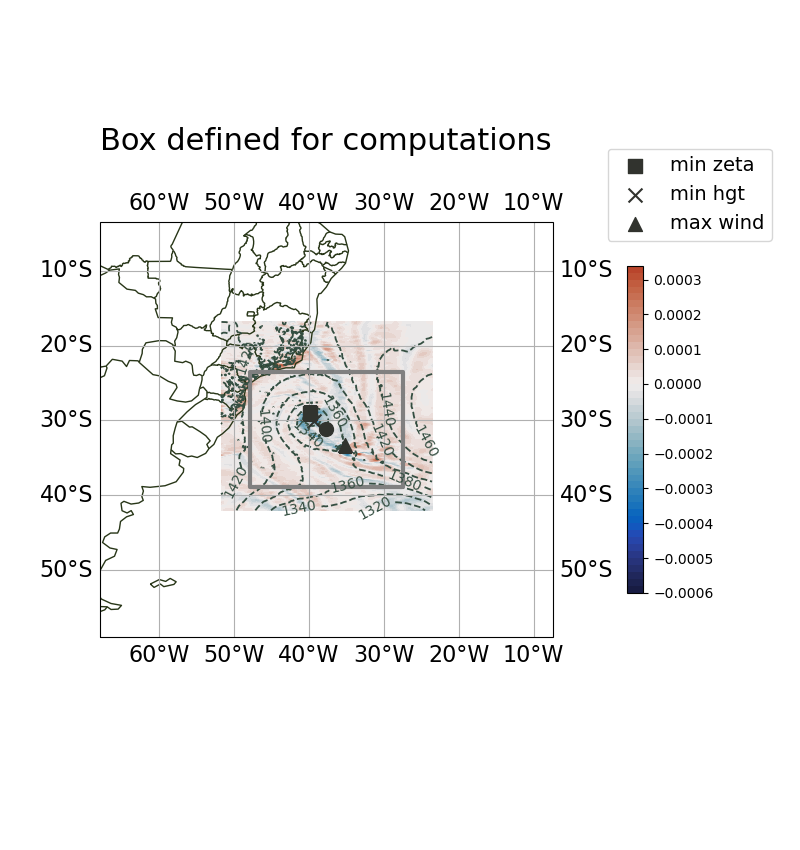 Box defined for computations
min zeta
min hgt
max wind
60°W 50°W 40°W 30°W 20°W 10°W
10°S 10°S
20°S 20°S
30°S 30°S
40°S 40°S
50°S 50°S
60°W 50°W 40°W 30°W 20°W 10°W
0.0003
0.0002
0.0001
0.0000
−0.0001
−0.0002
−0.0003
−0.0004
−0.0005
−0.0006
1360
1440
1400
1340
1420
1460
1420
1360
1380
1340
1320